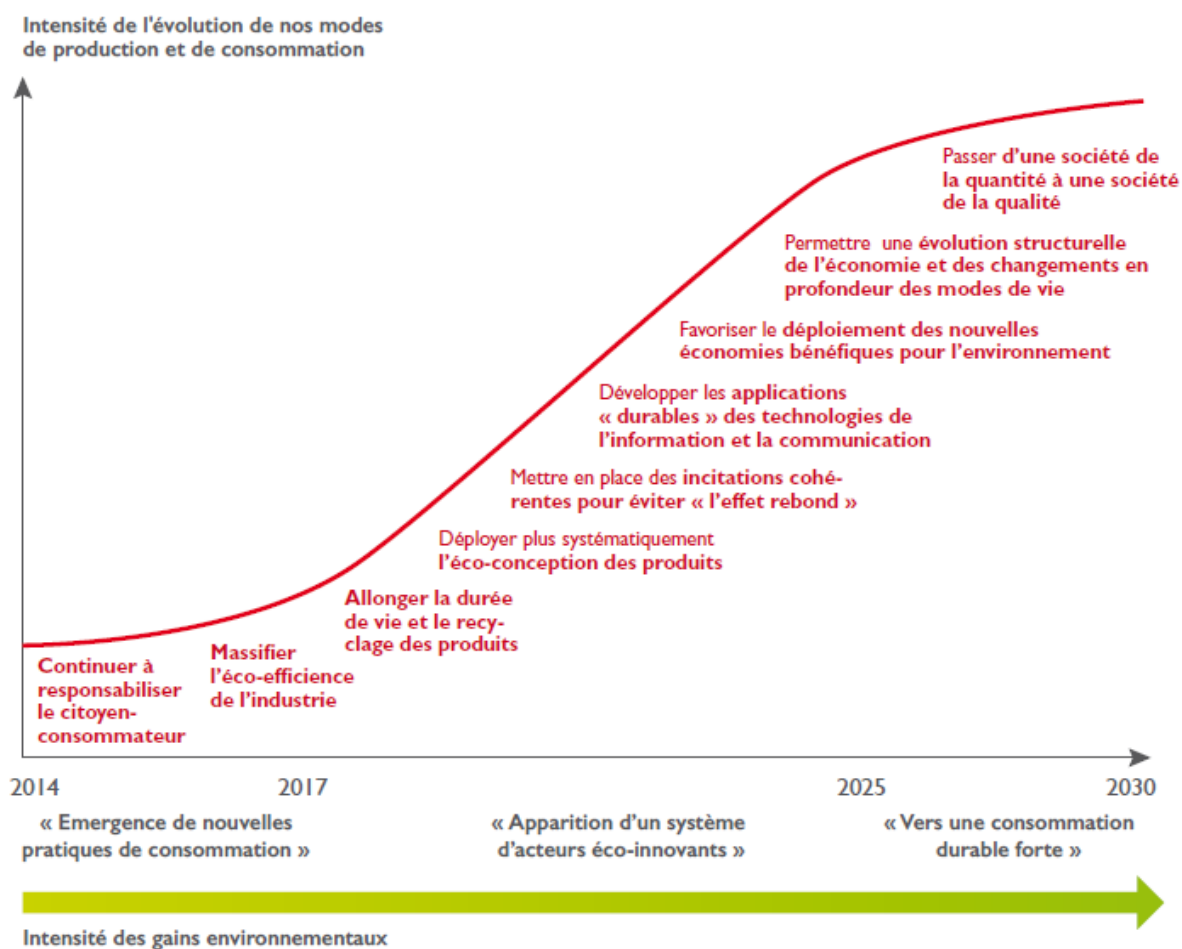 Intensité de l'évolution de nos modes
de production et de consommation
Passer d'une société de
la quantité à une société
de la qualité
Permettre une évolution structurelle
de l'économie et des changements en
profondeur des modes de vie
Favoriser le déploiement des nouvelles
économies bénéfiques pour l'environnement
Développer les applications
« durables » des technologies de
l'information et la communication
Mettre en place des incitations cohé-
rentes pour éviter « l'effet rebond »
Déployer plus systématiquement
l'éco-conception des produits
Allonger la durée
de vie et le recy-
clage des produits
Massifier
l'éco-efficience
de l'industrie
Continuer à
responsabiliser
le citoyen-
consommateur
2014 2017 2025 2030
« Emergence de nouvelles
pratiques de consommation »
« Apparition d'un système
d'acteurs éco-innovants »
« Vers une consommation
durable forte »
Intensité des gains environnementaux